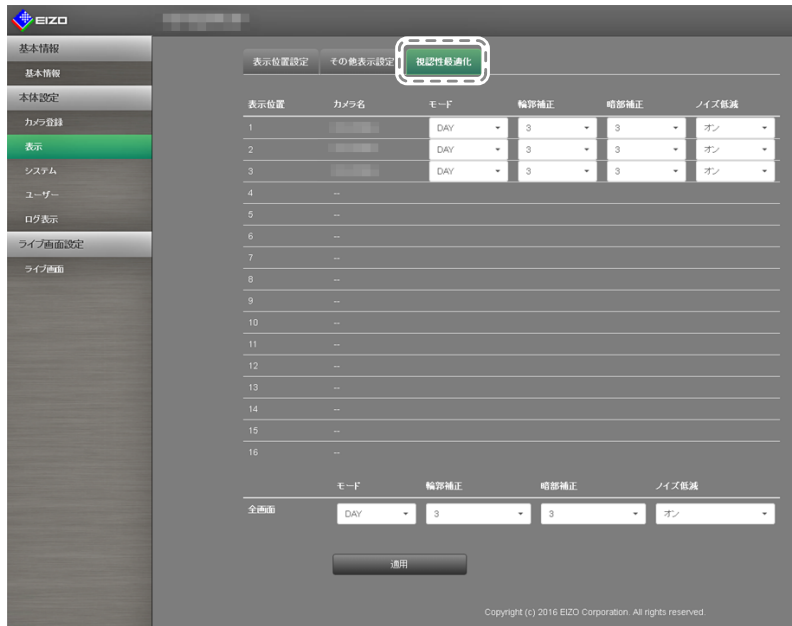 EIZO
基本情報
基本情報
本体設定
カメラ登録
表示
システム
ユーザー
ログ表示
ライブ画面設定
ライブ画面
表示位置設定 その他表示設定 視認性最適化
表示位置 カメラ名 モード 輪郭補正 暗部補正 ノイズ低減
1 DAY 3 3 オン
2 DAY 3 3 オン
3 DAY 3 3 オン
4 --
5 --
6 --
7 --
8 --
9 --
10 --
11 --
12 --
13 --
14 --
15 --
16 --
モード 輪郭補正 暗部補正 ノイズ低減
全画面 DAY 3 3 オン
適用
Copyright (c) 2016 EIZO Corporation. All rights reserved.